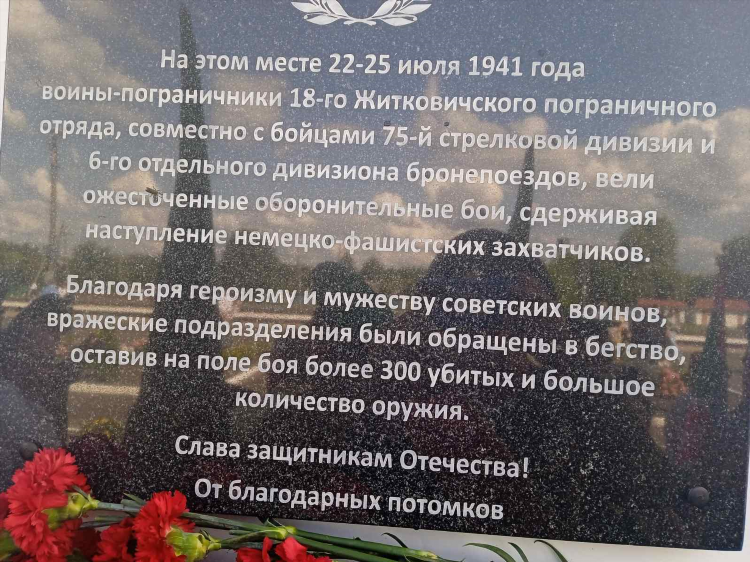 На этом месте 22-25 июля 1941 года
воины-пограничники 18-го Житковичского пограничного
отряда, совместно с бойцами 75-й стрелковой дивизии и
6-го отдельного дивизиона бронепоездов, вели
ожесточенные оборонительные бои, сдерживая
наступление немецко-фашистских захватчиков.
Благодаря героизму и мужеству советских воинов,
вражеские подразделения были обращены в бегство,
оставив на поле боя более 300 убитых и большое
количество оружия.
Слава защитникам Отечества!
От благодарных потомков